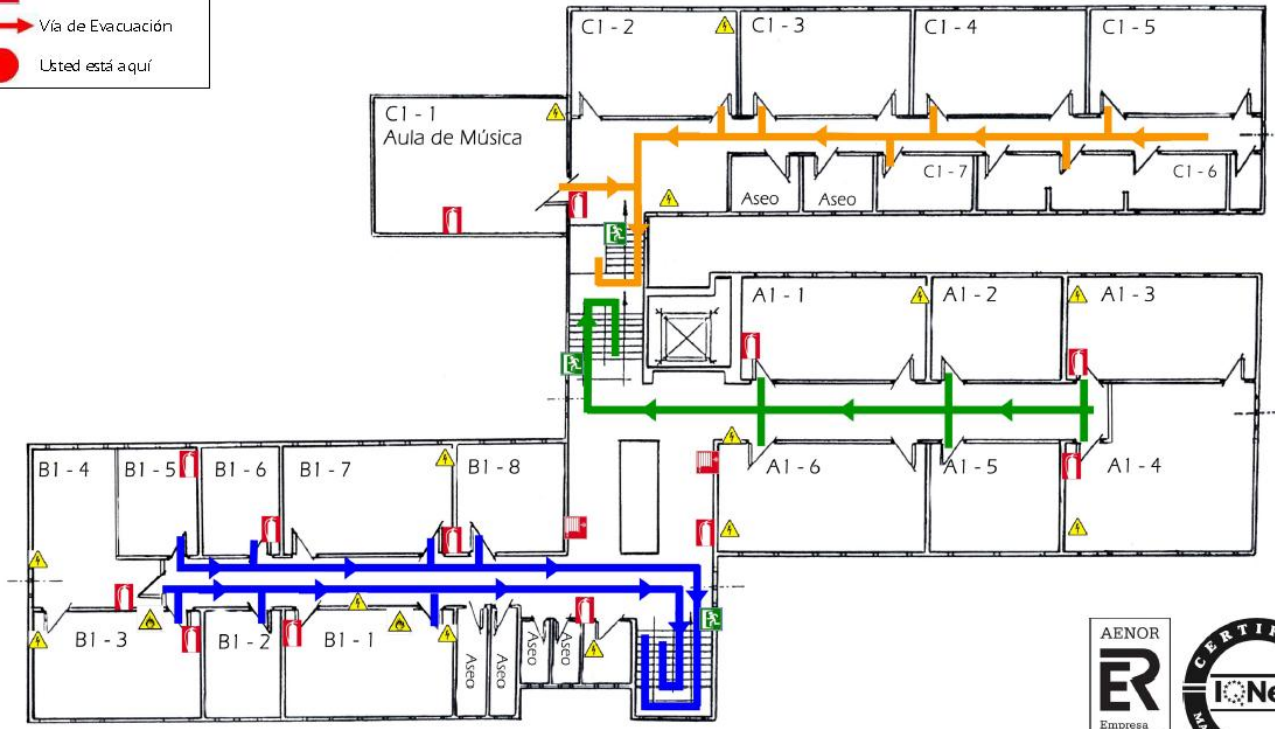 Vía de Evacuación
Usted está aquí
C1 - 2
C1 - 3
C1 - 4
C1 - 5
C1 - 1
Aula de Música
Aseo
Aseo
C1 - 7
C1 - 6
A1 - 1
A1 - 2
A1 - 3
A1 - 6
A1 - 5
A1 - 4
B1 - 4
B1 - 5
B1 - 6
B1 - 7
B1 - 8
B1 - 3
B1 - 2
B1 - 1
Aseo
Aseo
Aseo
Aseo
AENOR
ER
Empresa
CERTIF
IQNe